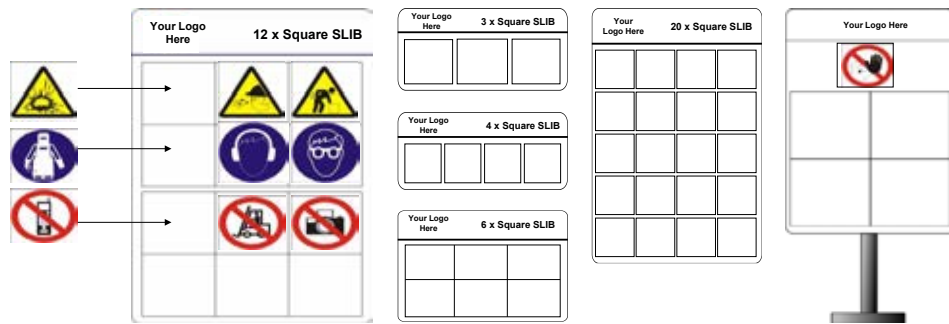 Your Logo
Here
12 x Square SLIB
Your Logo
Here
3 x Square SLIB
Your Logo
Here
4 x Square SLIB
Your Logo
Here
6 x Square SLIB
Your
Logo Here
20 x Square SLIB
Your Logo Here